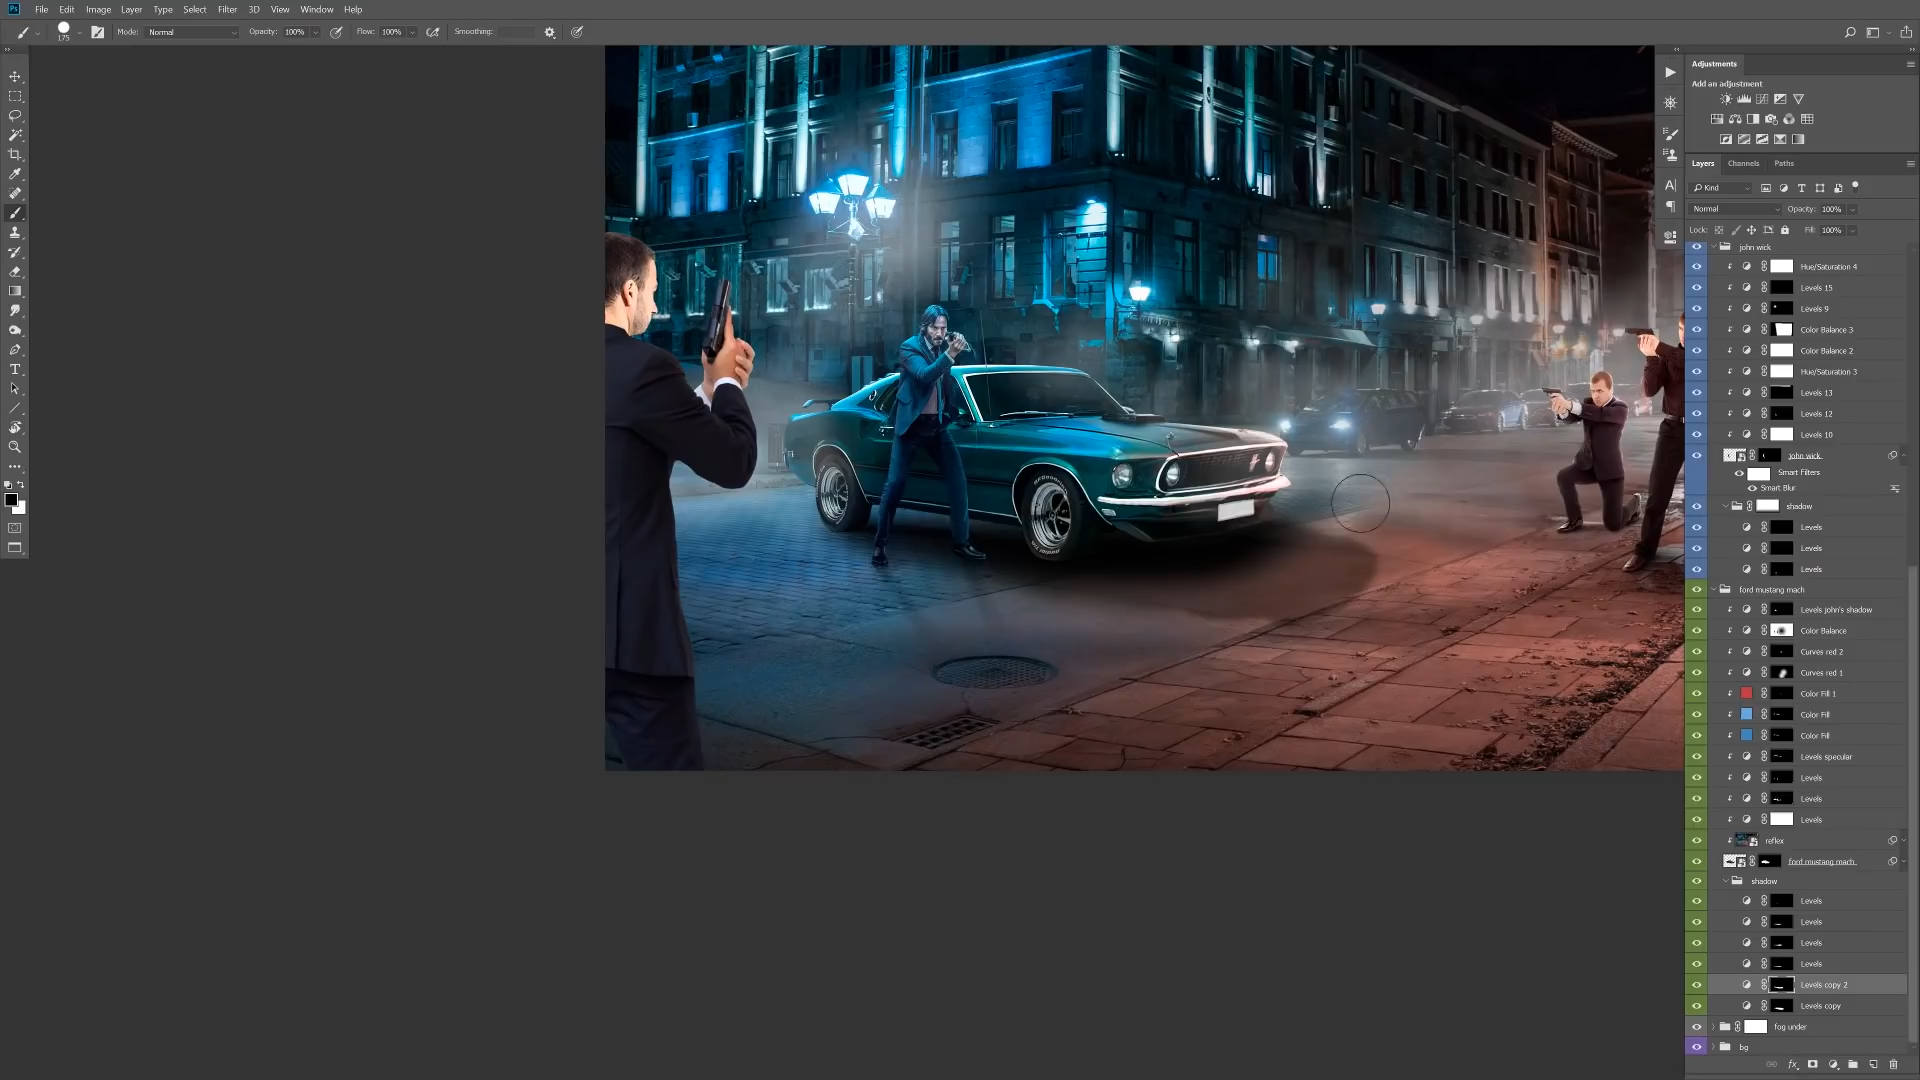 Ps File Edit Image Layer Type Select Filter 3D View Window Help
175 Mode: Normal Opacity: 100% Flow: 100% Smoothing:
Adjustments
Add an adjustment
Layers Channels Paths
Kind
Normal Opacity: 100%
Lock: Fill: 100%
john wick
Hue/Saturation 4
Levels 15
Levels 9
Color Balance 3
Color Balance 2
Hue/Saturation 3
Levels 13
Levels 12
Levels 10
john wick
Smart Filters
Smart Blur
shadow
Levels
Levels
Levels
ford mustang mach
Levels john's shadow
Color Balance
Curves red 2
Curves red 1
Color Fill 1
Color Fill
Color Fill
Levels specular
Levels
Levels
Levels
reflex
ford mustang mach
shadow
Levels
Levels
Levels
Levels
Levels copy 2
Levels copy
fog under
bg
fx